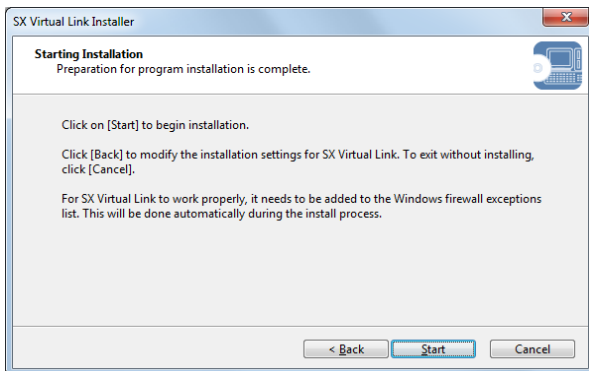 SX Virtual Link Installer
Starting Installation
Preparation for program installation is complete.
Click on [Start] to begin installation.
Click [Back] to modify the installation settings for SX Virtual Link. To exit without installing,
click [Cancel].
For SX Virtual Link to work properly, it needs to be added to the Windows firewall exceptions
list. This will be done automatically during the install process.
< Back
Start
Cancel